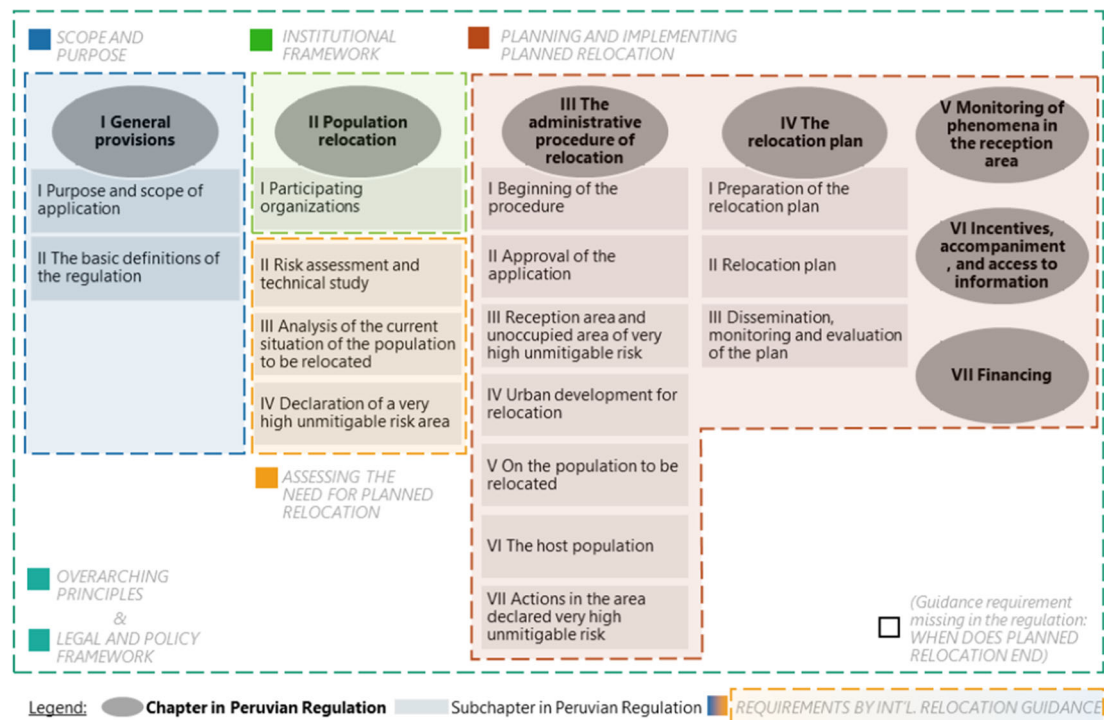 SCOPE AND
PURPOSE
INSTITUTIONAL
FRAMEWORK
PLANNING AND IMPLEMENTING
PLANNED RELOCATION
I General
provisions
I Purpose and scope of
application
II The basic definitions of
the regulation
II Population
relocation
I Participating
organizations
II Risk assessment and
technical study
III Analysis of the current
situation of the population
to be relocated
IV Declaration of a very
high unmitigable risk area
ASSESSING THE
NEED FOR PLANNED
RELOCATION
III The
administrative
procedure of
relocation
I Beginning of the
procedure
II Approval of the
application
III Reception area and
unoccupied area of very
high unmitigable risk
IV Urban development for
relocation
V On the population to be
relocated
VI The host population
VII Actions in the area
declared very high
unmitigable risk
IV The
relocation plan
I Preparation of the
relocation plan
II Relocation plan
III Dissemination,
monitoring and evaluation
of the plan
V Monitoring of
phenomena in
the reception
area
VI Incentives,
accompaniment
, and access to
information
VII Financing
OVERARCHING
PRINCIPLES
&
LEGAL AND POLICY
FRAMEWORK
(Guidance requirement
missing in the regulation:
WHEN DOES PLANNED
RELOCATION END)
Legend:
Chapter in Peruvian Regulation
Subchapter in Peruvian Regulation
REQUIREMENTS BY INT'L. RELOCATION GUIDANCE